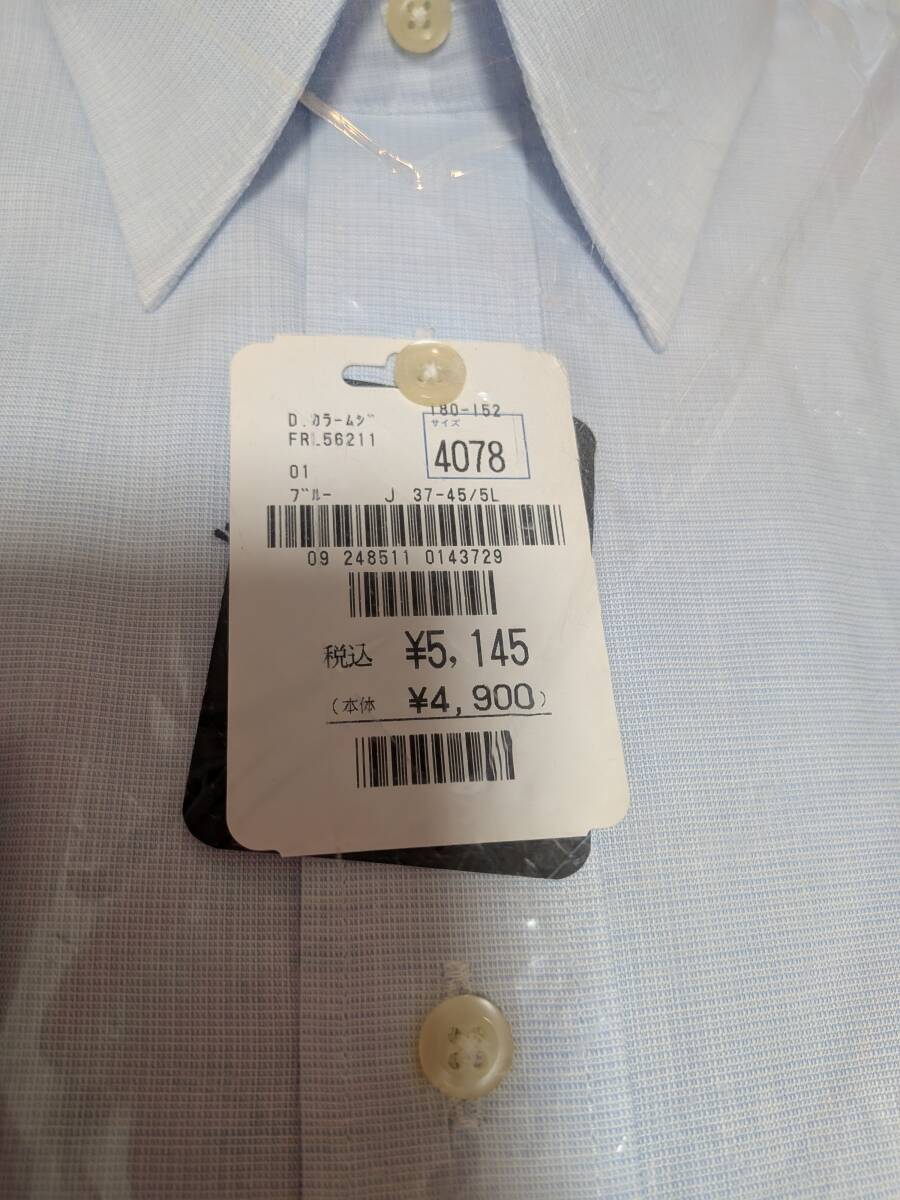 180-152
D.カラームジ
サイズ
FRL56211
4078
01
ブルー J 37-45/5L
09 248511 0143729
税込 ¥5,145
(本体 ¥4,900)